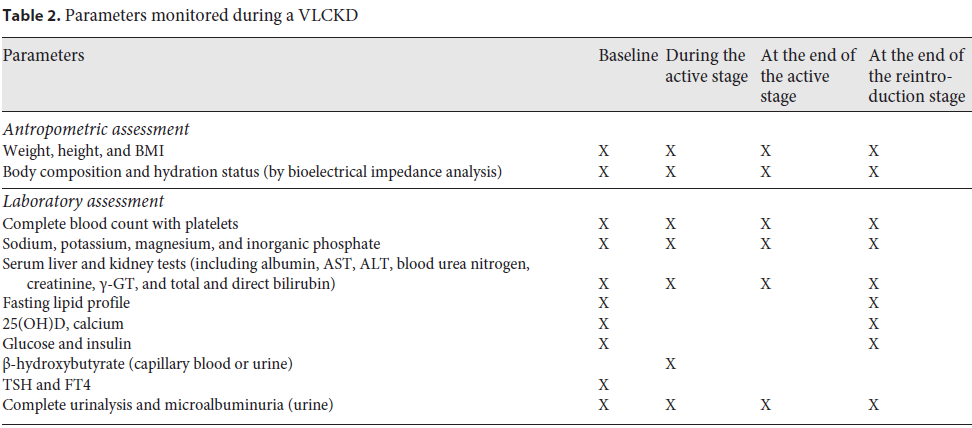 Table 2. Parameters monitored during a VLCKD
Parameters Baseline During the At the end of At the end of
active stage the active the reintro-
stage duction stage
Antropometric assessment
Weight, height, and BMI X X X X
Body composition and hydration status (by bioelectrical impedance analysis) X X X X
Laboratory assessment
Complete blood count with platelets X X X X
Sodium, potassium, magnesium, and inorganic phosphate X X X X
Serum liver and kidney tests (including albumin, AST, ALT, blood urea nitrogen,
creatinine, γ-GT, and total and direct bilirubin) X X X X
Fasting lipid profile X X
25(OH)D, calcium X X
Glucose and insulin X X
β-hydroxybutyrate (capillary blood or urine) X
TSH and FT4 X
Complete urinalysis and microalbuminuria (urine) X X X X